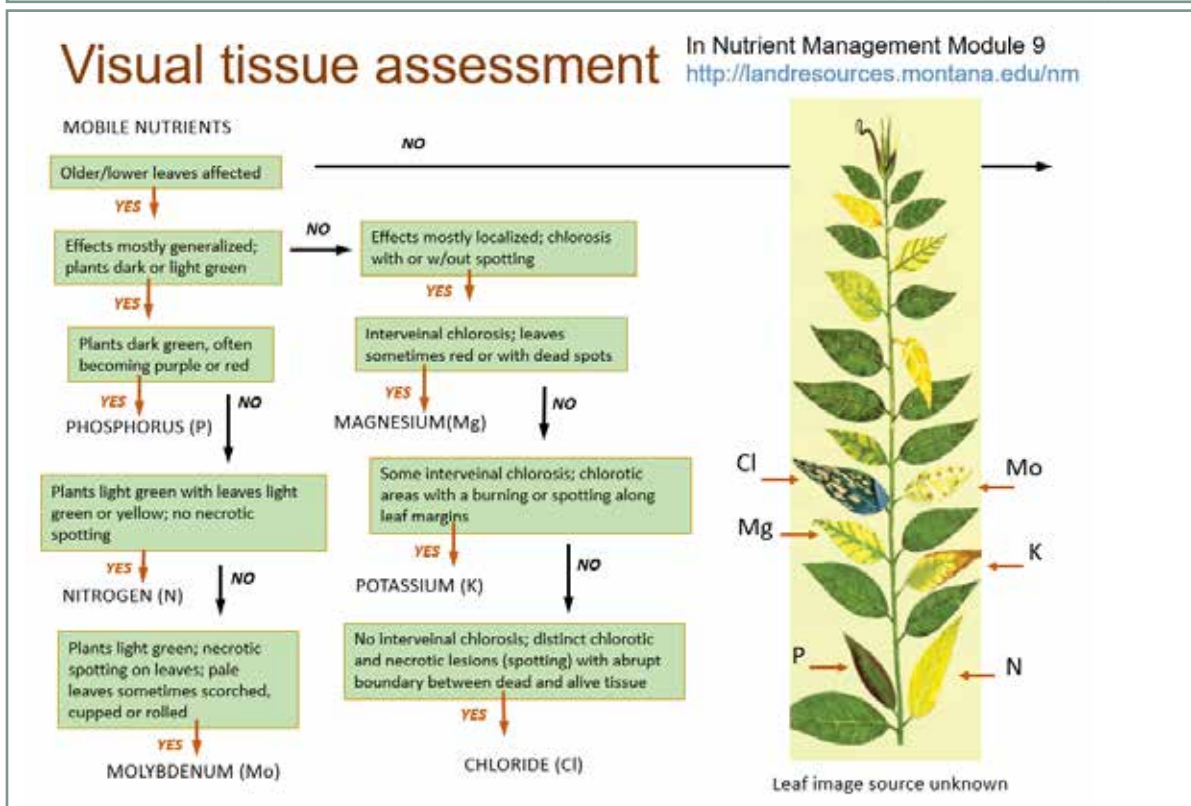 Visual tissue assessment
In Nutrient Management Module 9
http://landresources.montana.edu/nm
MOBILE NUTRIENTS
NO
Older/lower leaves affected
YES
Effects mostly generalized;
plants dark or light green
NO
YES
Plants dark green, often
becoming purple or red
YES
NO
PHOSPHORUS (P)
Plants light green with leaves light
green or yellow; no necrotic
spotting
YES
NO
NITROGEN (N)
Plants light green; necrotic
spotting on leaves; pale
leaves sometimes scorched,
cupped or rolled
YES
MOLYBDENUM (Mo)
Effects mostly localized; chlorosis
with or w/out spotting
YES
Interveinal chlorosis; leaves
sometimes red or with dead spots
YES
NO
MAGNESIUM(Mg)
Some interveinal chlorosis; chlorotic
areas with a burning or spotting along
leaf margins
YES
NO
POTASSIUM (K)
No interveinal chlorosis; distinct chlorotic
and necrotic lesions (spotting) with abrupt
boundary between dead and alive tissue
YES
CHLORIDE (Cl)
Cl
Mo
Mg
K
P
N
Leaf image source unknown